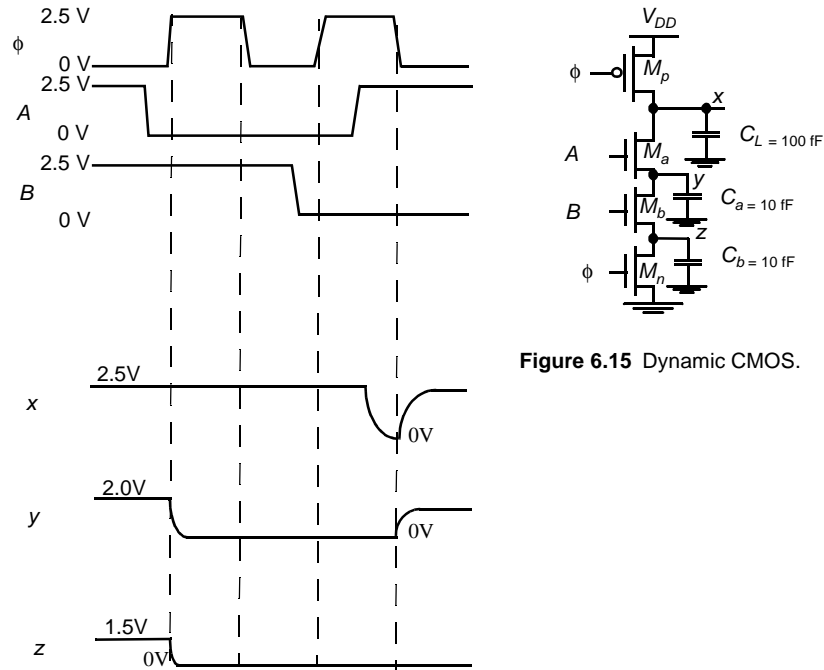 2.5 V
ϕ
0 V
2.5 V
A
0 V
2.5 V
B
0 V
2.5V
x
0V
2.0V
y
0V
1.5V
z
0V
V_DD
ϕ
M_p
x
C_L = 100 fF
A
M_a
y
C_a = 10 fF
B
M_b
z
C_b = 10 fF
ϕ
M_n
Figure 6.15 Dynamic CMOS.